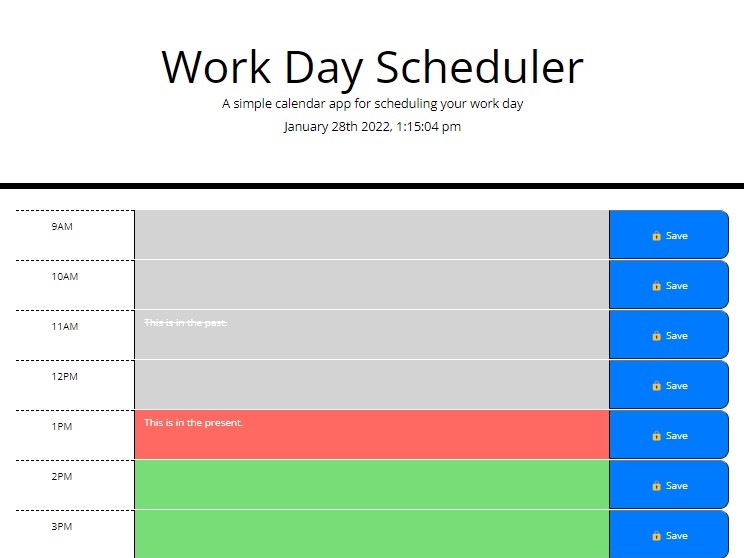 Work Day Scheduler
A simple calendar app for scheduling your work day
January 28th 2022, 1:15:04 pm
9AM
Save
10AM
Save
11AM
This is in the past.
Save
12PM
Save
1PM
This is in the present.
Save
2PM
Save
3PM
Save